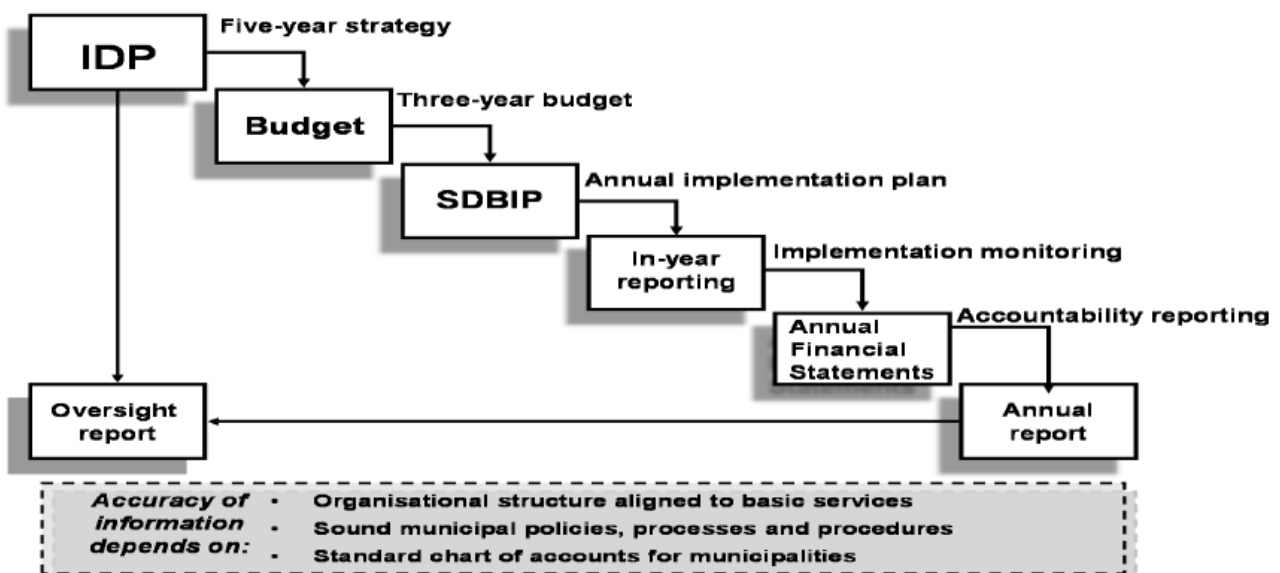 IDP
Five-year strategy
Budget
Three-year budget
SDBIP
Annual implementation plan
In-year
reporting
Implementation monitoring
Annual
Financial
Statements
Accountability reporting
Oversight
report
Annual
report
Accuracy of
information
depends on:
• Organisational structure aligned to basic services
• Sound municipal policies, processes and procedures
• Standard chart of accounts for municipalities